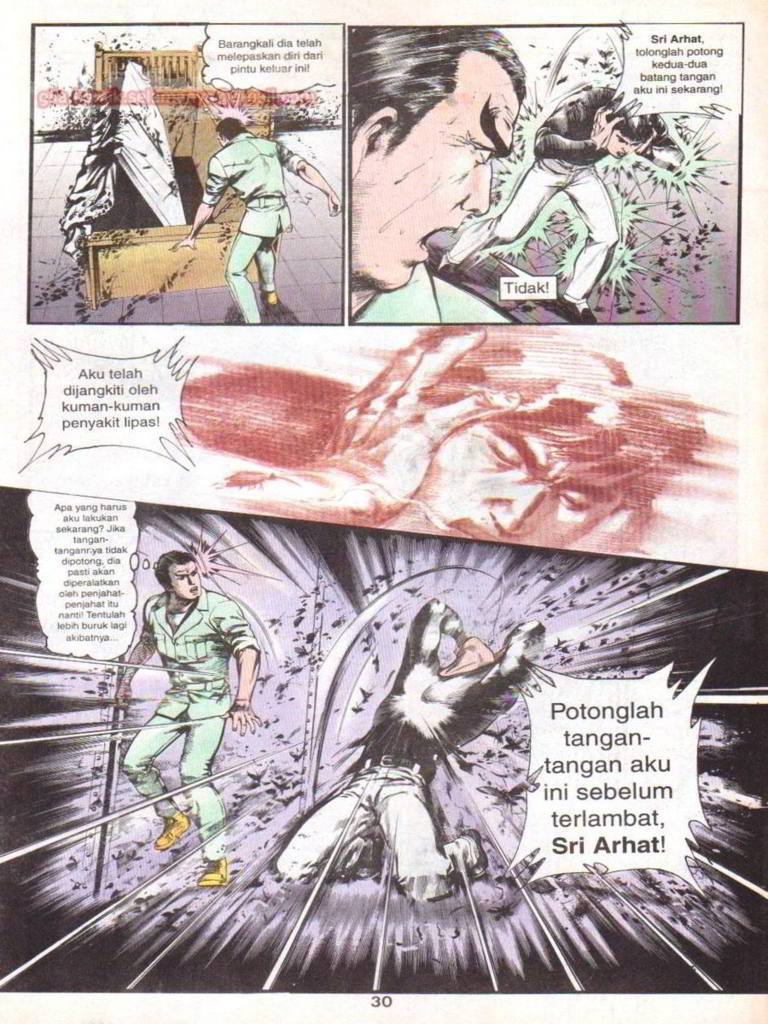 Barangkali dia telah
melepaskan diri dari
pintu keluar ini!
Sri Arhat,
tolonglah potong
kedua-dua
batang tangan
aku ini sekarang!
Tidak!
Aku telah
dijangkiti oleh
kuman-kuman
penyakit lipas!
Apa yang harus
aku lakukan
sekarang? Jika
tangan-
tangannya tidak
dipotong, dia
pasti akan
diperalatkan
oleh penjahat-
penjahat itu
nanti! Tentulah
lebih buruk lagi
akibatnya...
Potonglah
tangan-
tangan aku
ini sebelum
terlambat,
Sri Arhat!
30